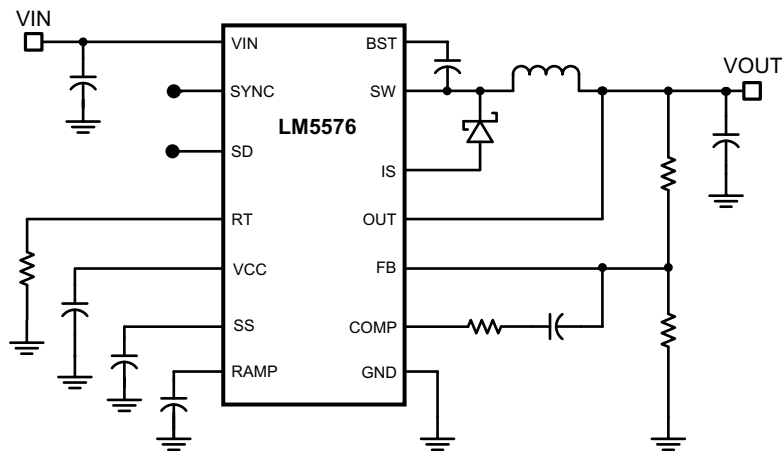 VIN
VOUT
LM5576
VIN
SYNC
SD
RT
VCC
SS
RAMP
BST
SW
IS
OUT
FB
COMP
GND